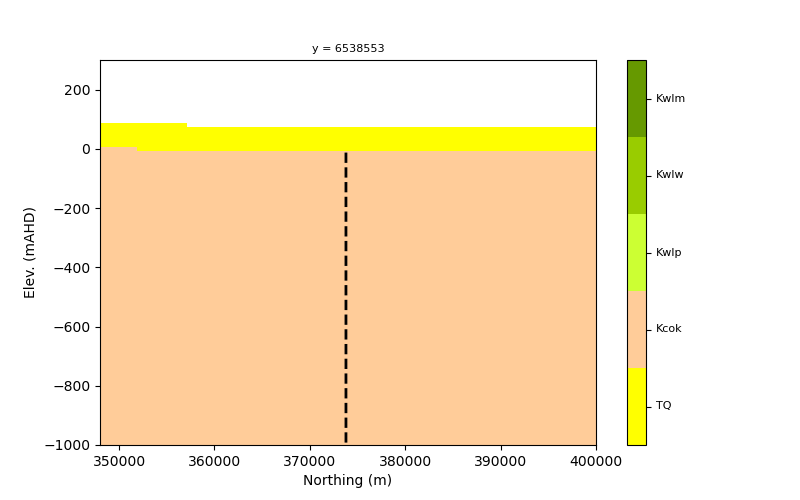 y = 6538553
200
0
−200
−400
−600
−800
−1000
Elev. (mAHD)
350000 360000 370000 380000 390000 400000
Northing (m)
Kwlm
Kwlw
Kwlp
Kcok
TQ